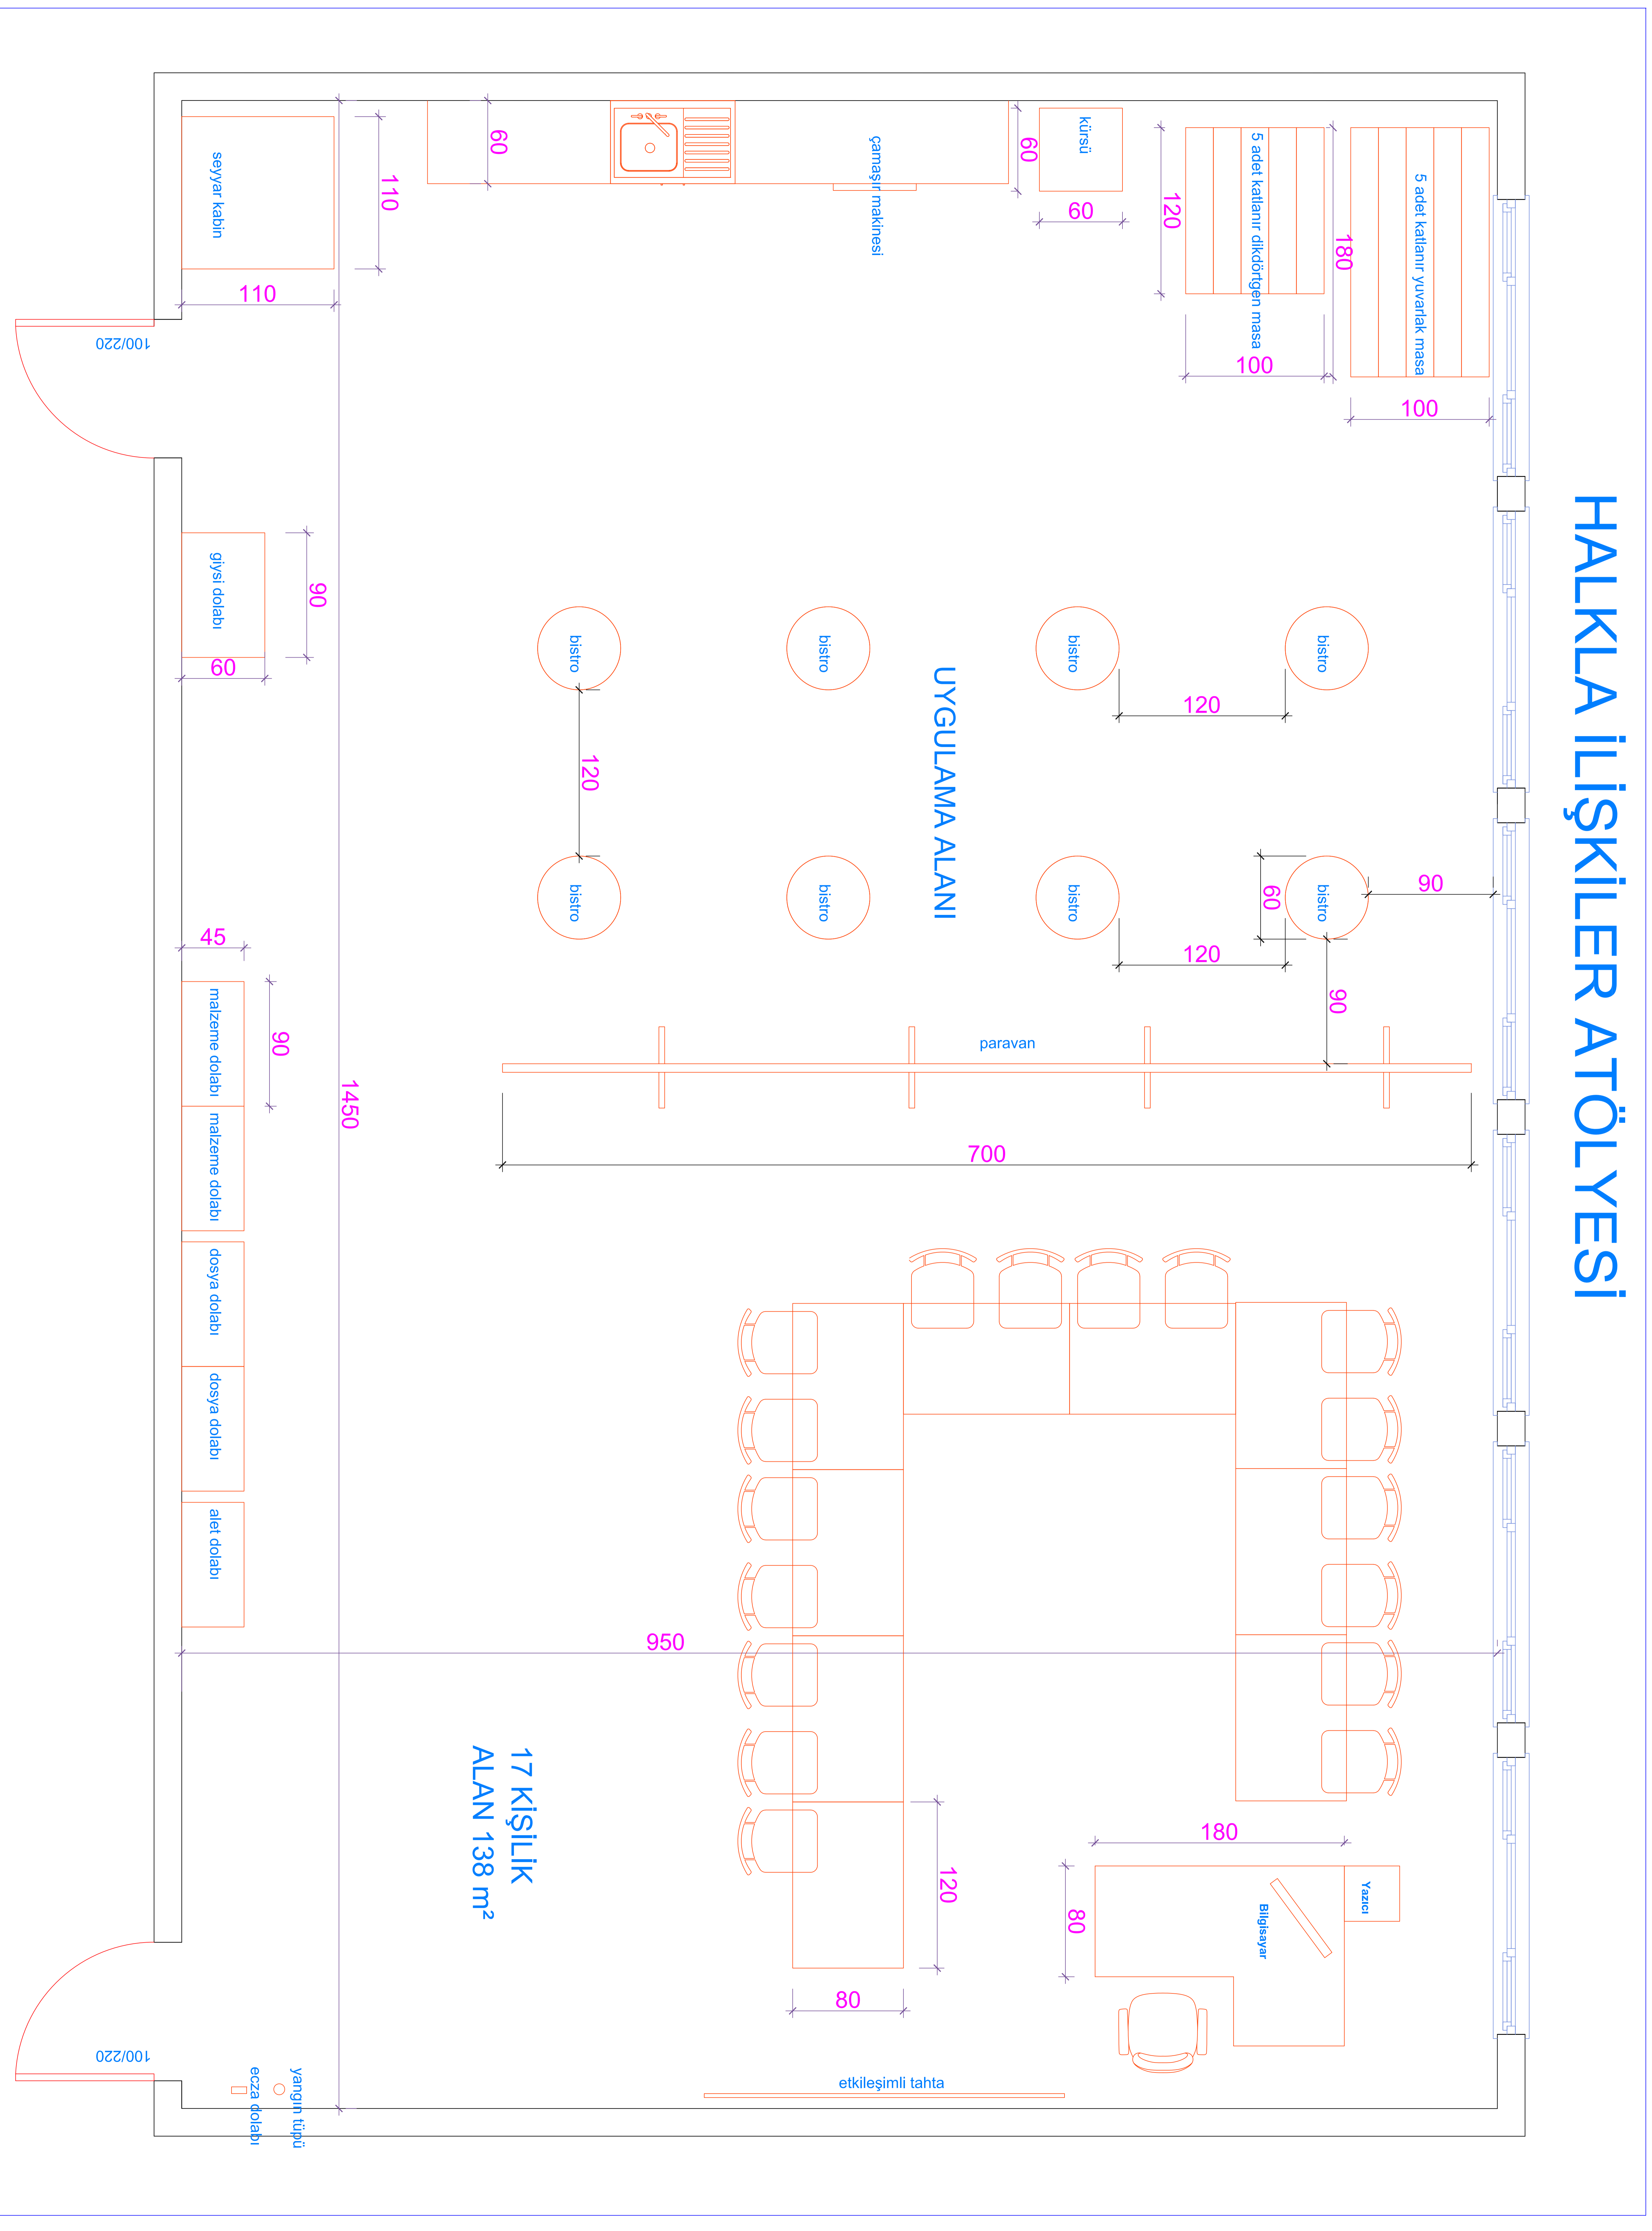 HALKLA İLİŞKİLER ATÖLYESİ
seyyar kabin
110
110
100/220
60
çamaşır makinesi
60
kürsü
60
120
5 adet katlanır dikdörtgen masa
100
180
5 adet katlanır yuvarlak masa
100
giysi dolabı
90
60
bistro
bistro
bistro
bistro
120
120
UYGULAMA ALANI
bistro
bistro
bistro
bistro
60
90
120
90
45
malzeme dolabı
90
malzeme dolabı
1450
paravan
700
dosya dolabı
dosya dolabı
alet dolabı
950
17 KİŞİLİK
ALAN 138 m²
120
80
180
80
Bilgisayar
Yazıcı
etkileşimli tahta
100/220
yangın tüpü
ecza dolabı